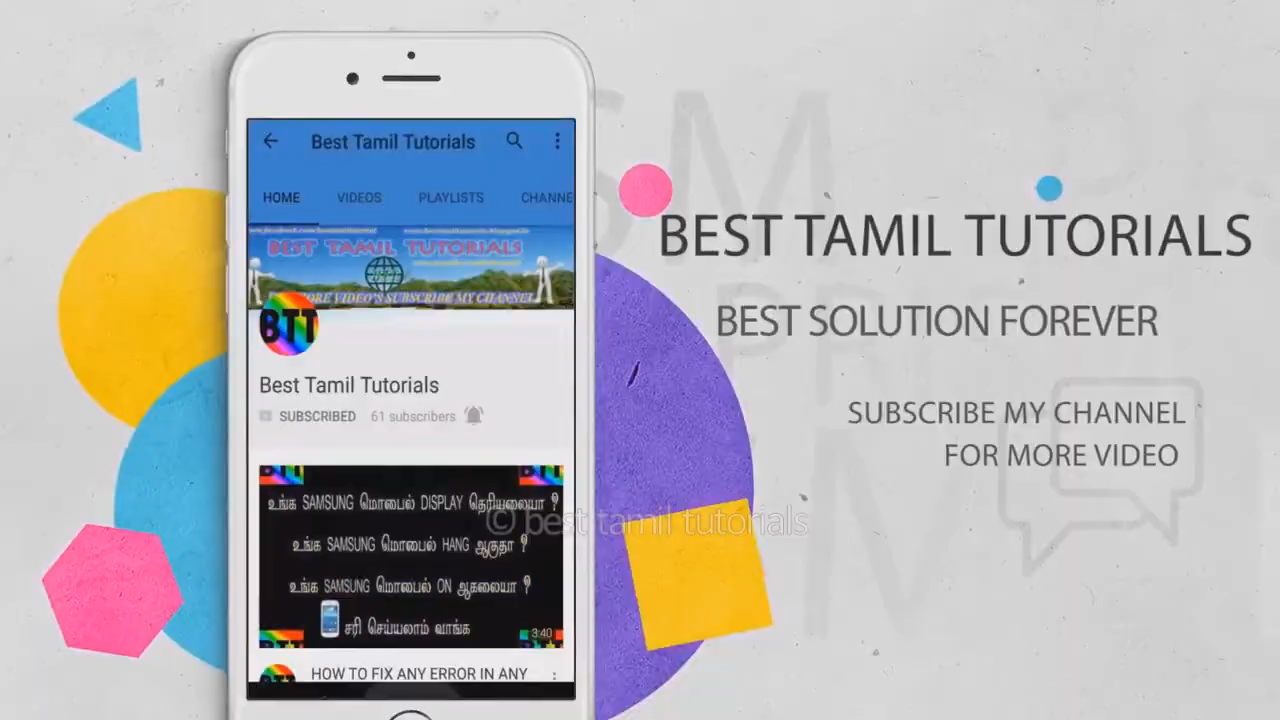 Best Tamil Tutorials
HOME VIDEOS PLAYLISTS CHANNE
BEST TAMIL TUTORIALS
MORE VIDEO'S SUBSCRIBE MY CHANNEL
BTT
Best Tamil Tutorials
SUBSCRIBED 61 subscribers
உங்க SAMSUNG மொபைல் DISPLAY தெரியலையா ?
உங்க SAMSUNG மொபைல் HANG ஆகுதா ?
உங்க SAMSUNG மொபைல் ON ஆகலையா ?
சரி செய்யலாம் வாங்க
3:40
HOW TO FIX ANY ERROR IN ANY
BEST TAMIL TUTORIALS
BEST SOLUTION FOREVER
SUBSCRIBE MY CHANNEL
FOR MORE VIDEO
© best tamil tutorials